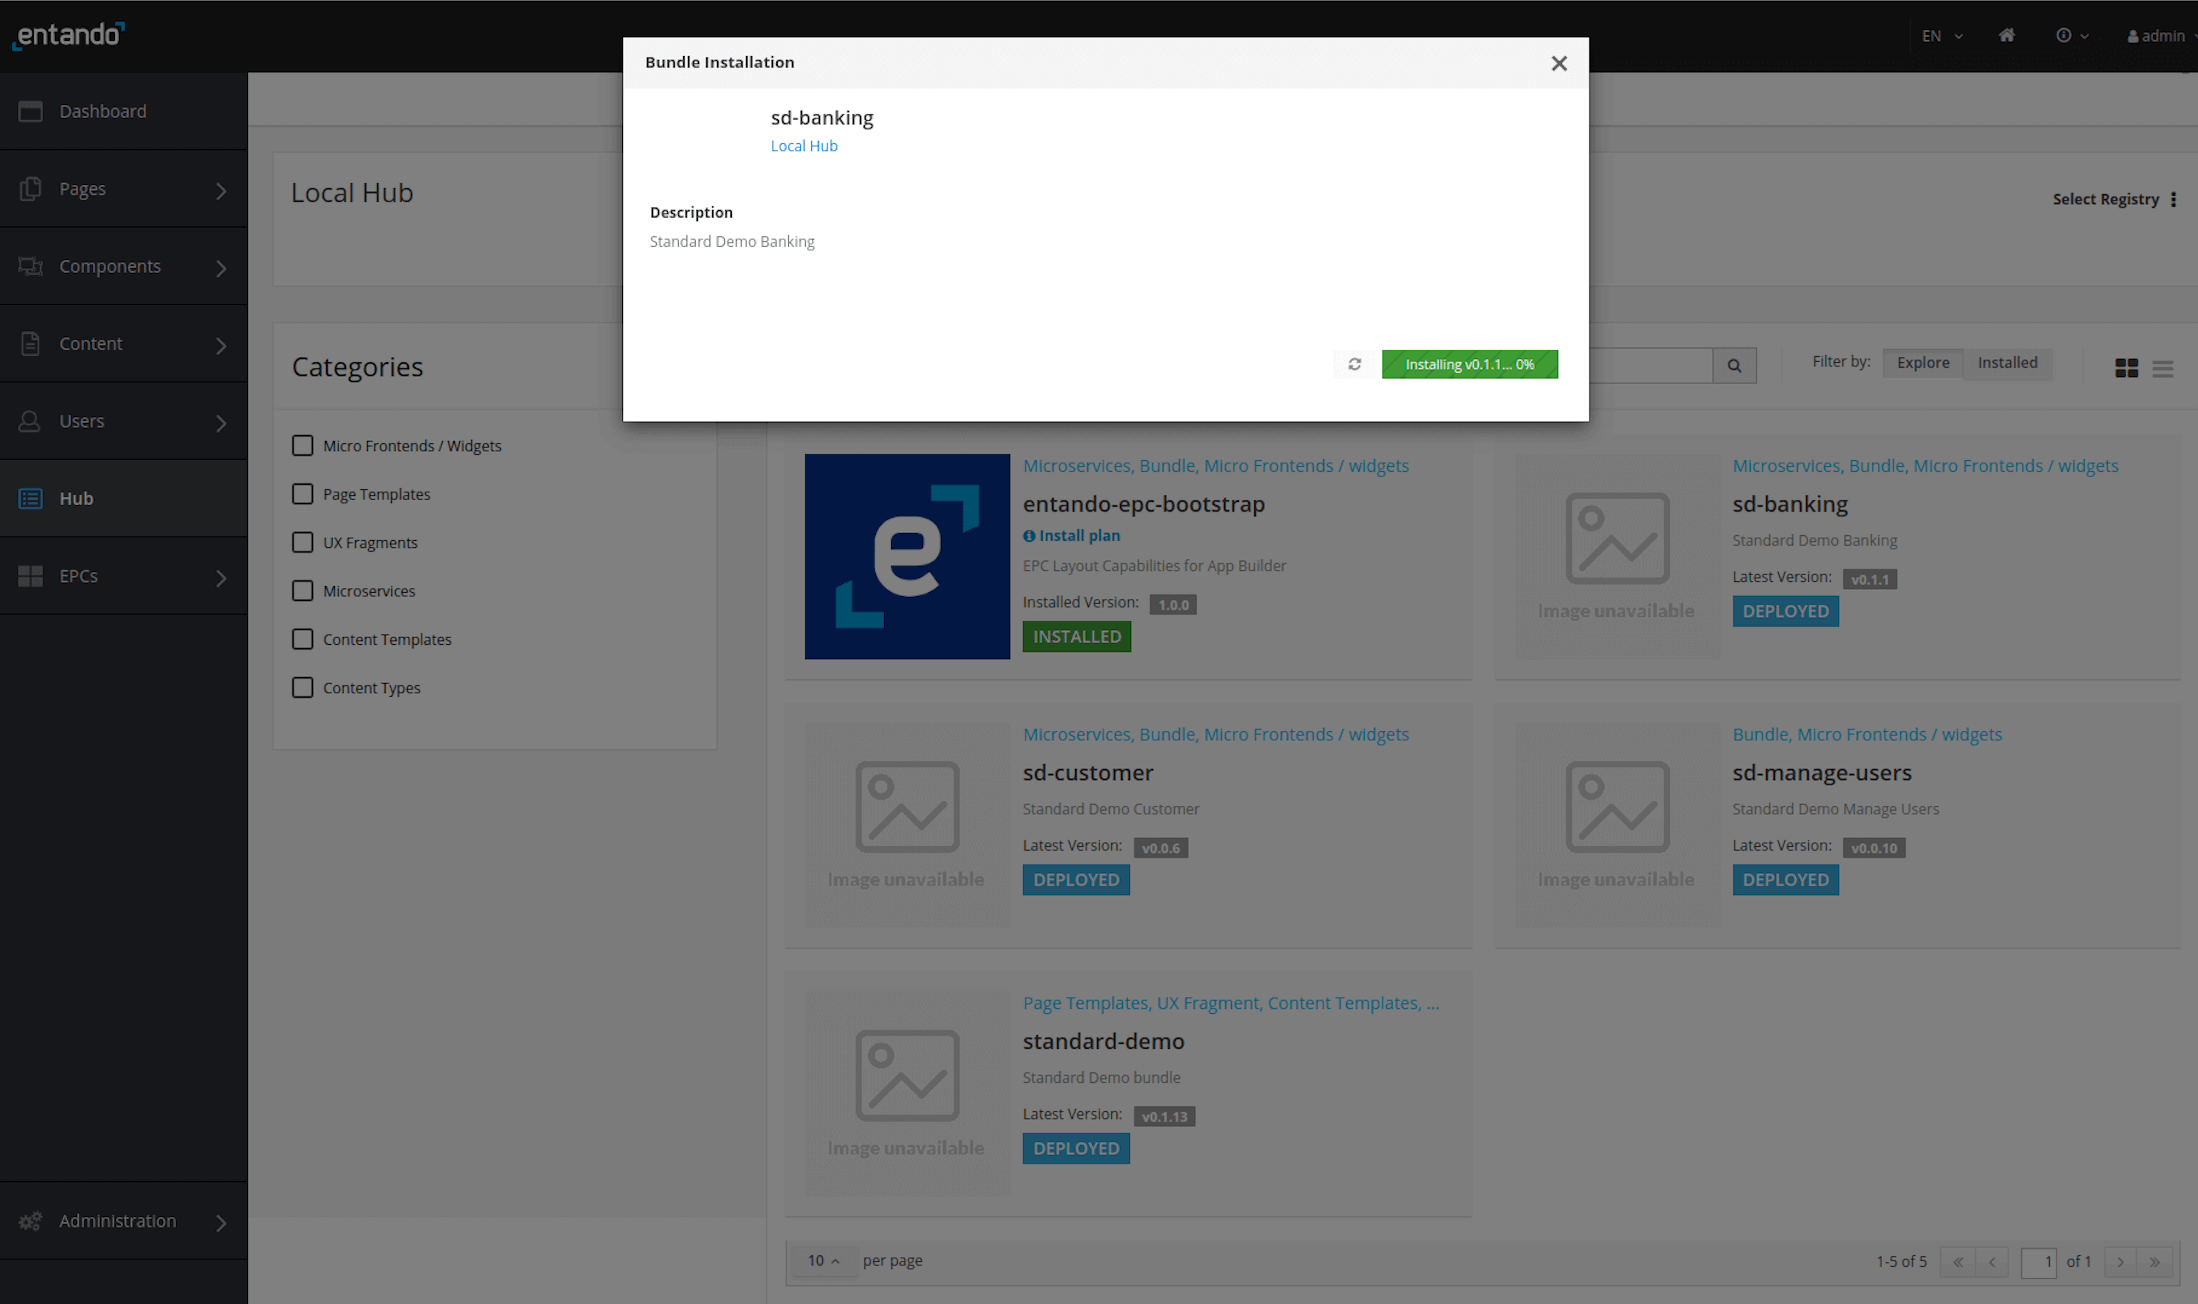 entando
EN
admin
Bundle Installation
sd-banking
Local Hub
Description
Standard Demo Banking
Installing v0.1.1... 0%
Dashboard
Pages
Components
Content
Users
Hub
EPCs
Administration
Local Hub
Select Registry
Categories
Micro Frontends / Widgets
Page Templates
UX Fragments
Microservices
Content Templates
Content Types
Filter by:
Explore
Installed
e
Microservices, Bundle, Micro Frontends / widgets
entando-epc-bootstrap
Install plan
EPC Layout Capabilities for App Builder
Installed Version: 1.0.0
INSTALLED
Image unavailable
Microservices, Bundle, Micro Frontends / widgets
sd-banking
Standard Demo Banking
Latest Version: v0.1.1
DEPLOYED
Image unavailable
Microservices, Bundle, Micro Frontends / widgets
sd-customer
Standard Demo Customer
Latest Version: v0.0.6
DEPLOYED
Image unavailable
Bundle, Micro Frontends / widgets
sd-manage-users
Standard Demo Manage Users
Latest Version: v0.0.10
DEPLOYED
Image unavailable
Page Templates, UX Fragment, Content Templates, ...
standard-demo
Standard Demo bundle
Latest Version: v0.1.13
DEPLOYED
10 per page
1-5 of 5
1 of 1